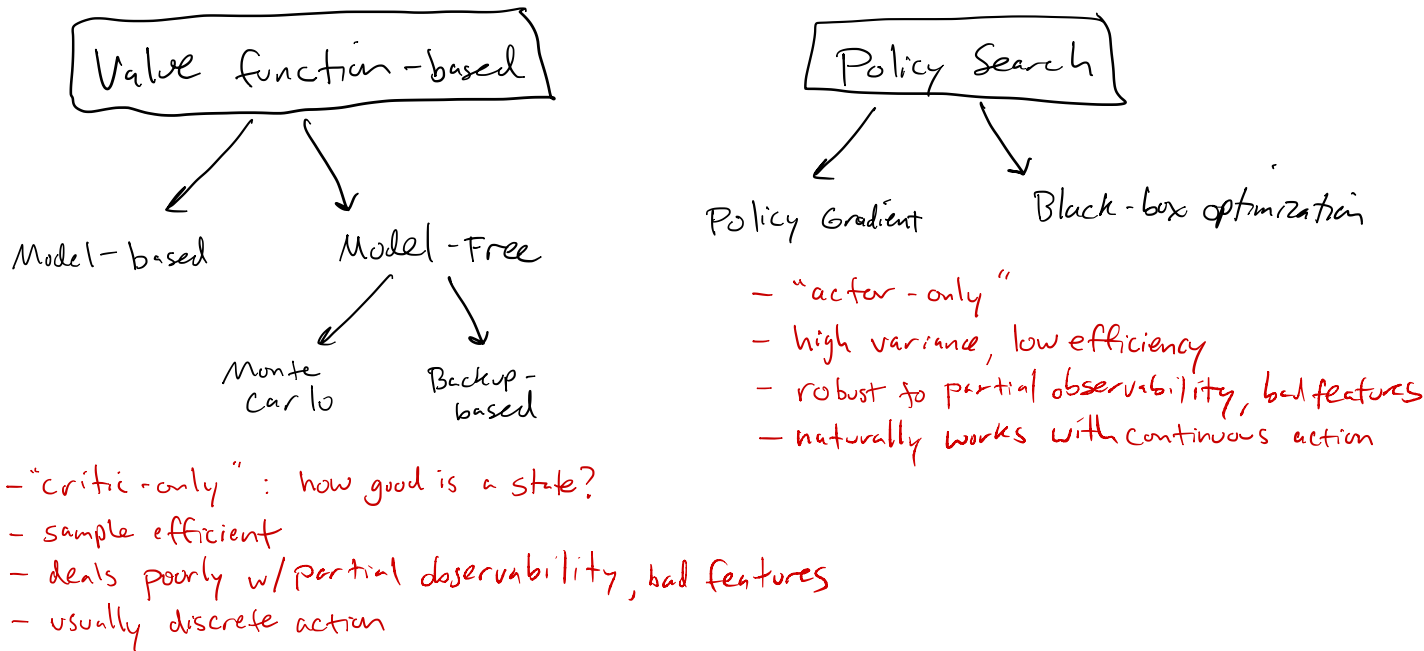 Value function-based
Policy Search
Model-based
Model-Free
Monte
Carlo
Backup-
based
Policy Gradient
Black-box optimization
- "critic-only": how good is a state?
- sample efficient
- deals poorly w/partial observability, bad features
- usually discrete action
- "actor-only"
- high variance, low efficiency
- robust to partial observability, bad features
- naturally works with continuous action